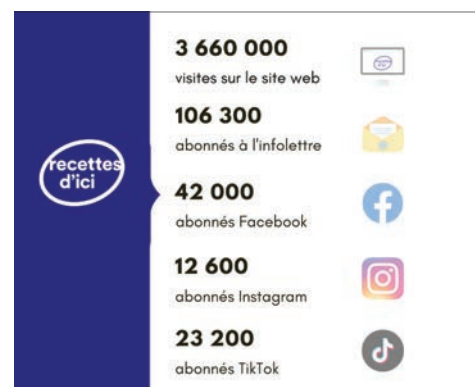 recettes
d'ici
3 660 000
visites sur le site web
106 300
abonnés à l'infolettre
42 000
abonnés Facebook
12 600
abonnés Instagram
23 200
abonnés TikTok